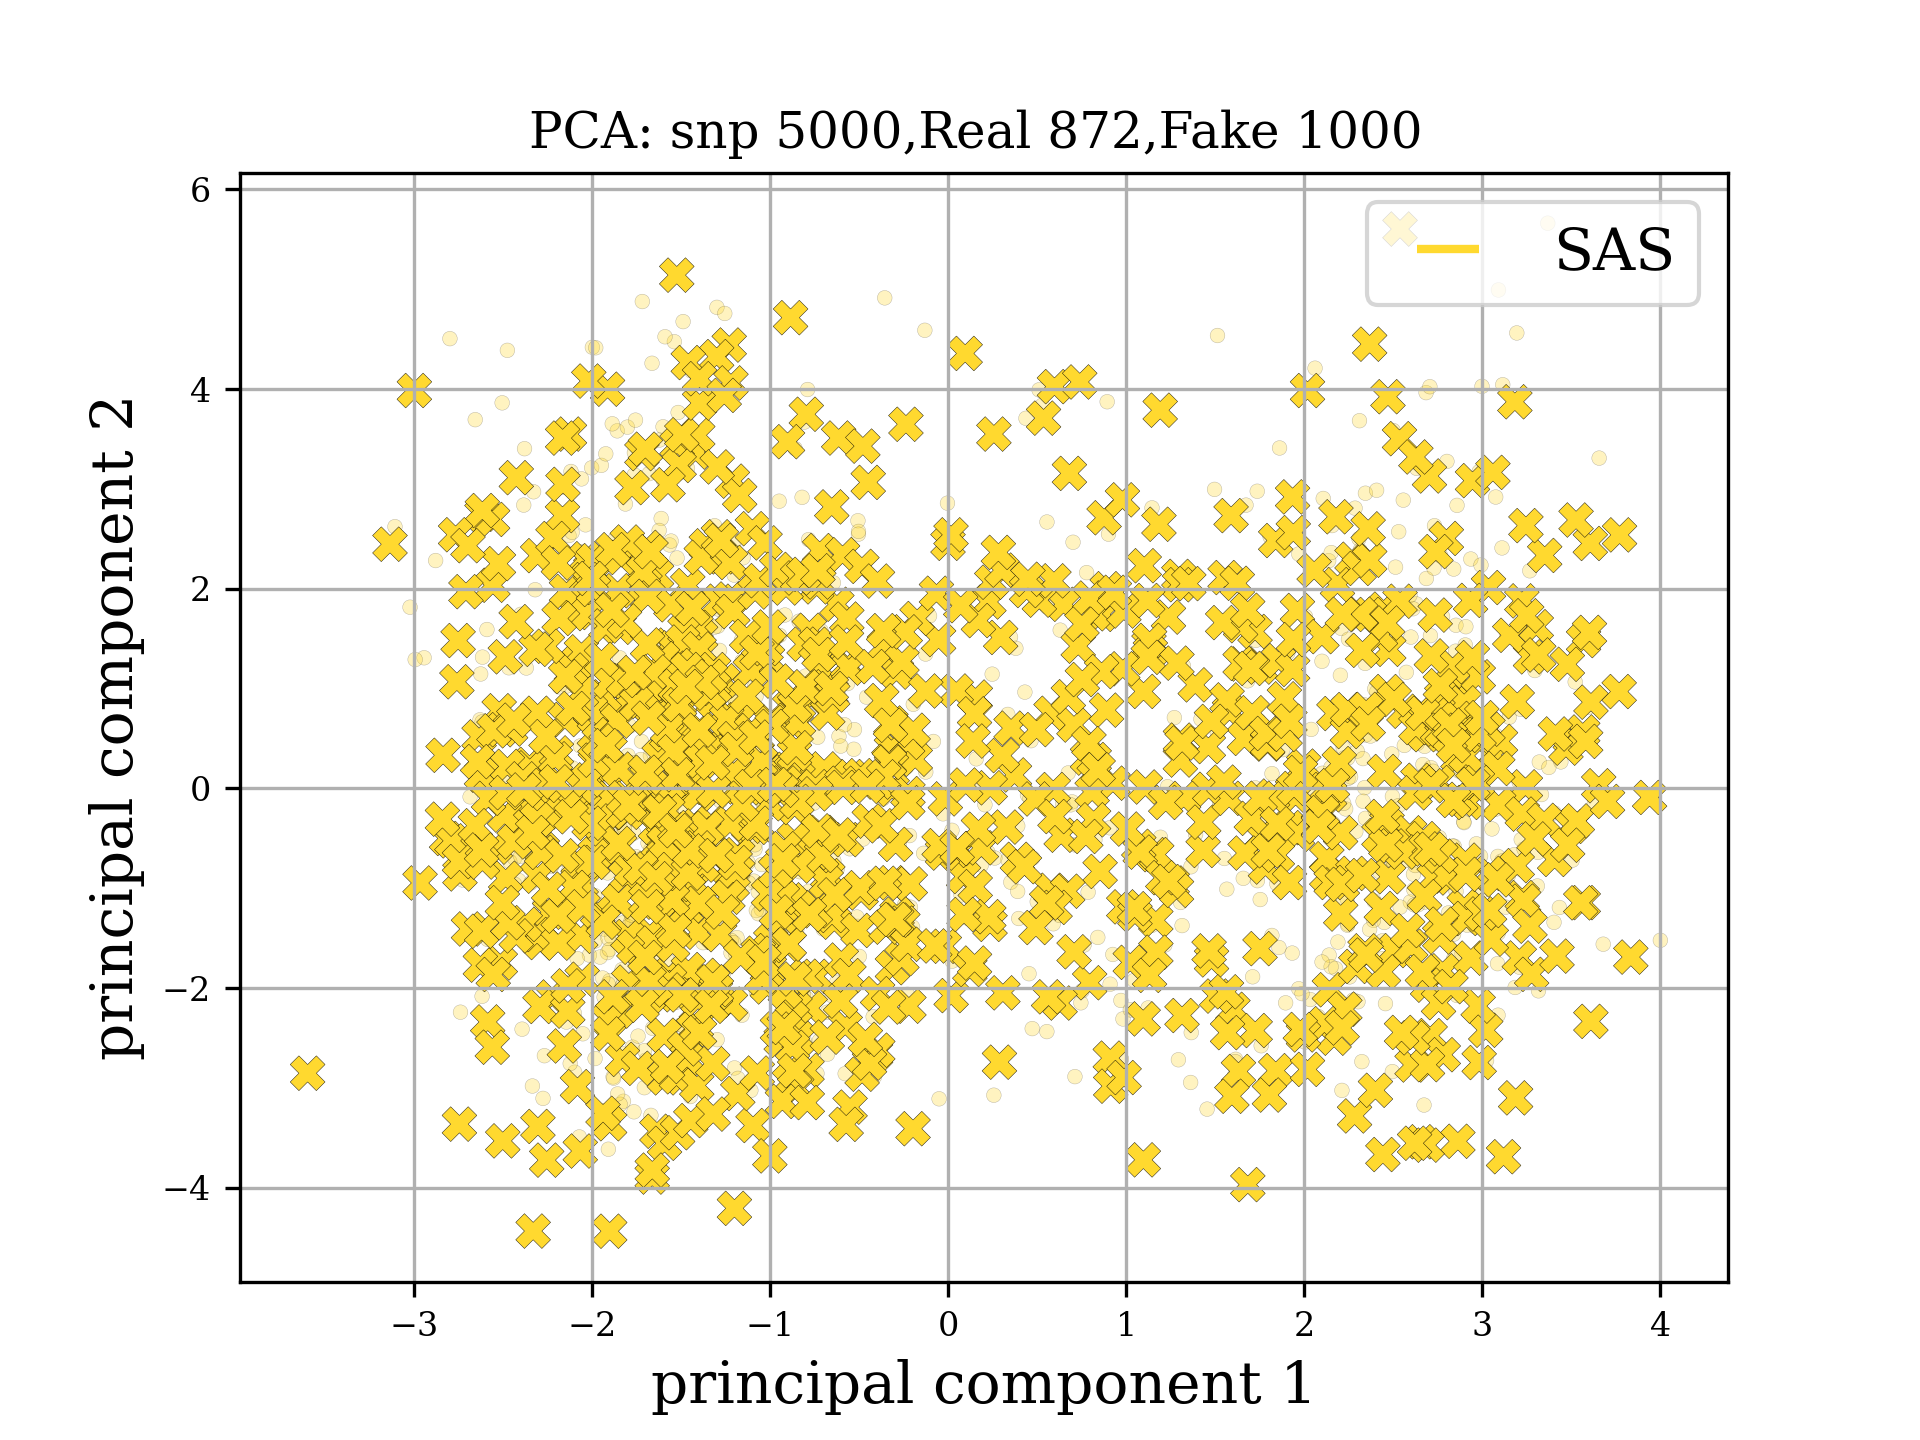 PCA: snp 5000,Real 872,Fake 1000
SAS
6
4
2
0
−2
−4
principal component 2
−3 −2 −1 0 1 2 3 4
principal component 1